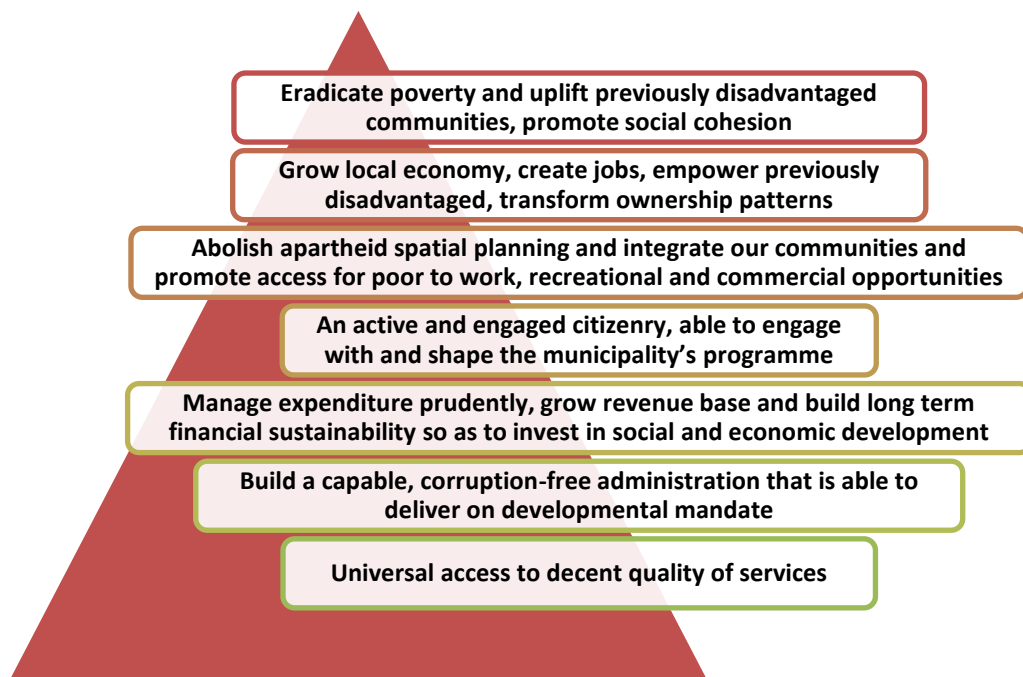 Eradicate poverty and uplift previously disadvantaged
communities, promote social cohesion
Grow local economy, create jobs, empower previously
disadvantaged, transform ownership patterns
Abolish apartheid spatial planning and integrate our communities and
promote access for poor to work, recreational and commercial opportunities
An active and engaged citizenry, able to engage
with and shape the municipality’s programme
Manage expenditure prudently, grow revenue base and build long term
financial sustainability so as to invest in social and economic development
Build a capable, corruption-free administration that is able to
deliver on developmental mandate
Universal access to decent quality of services